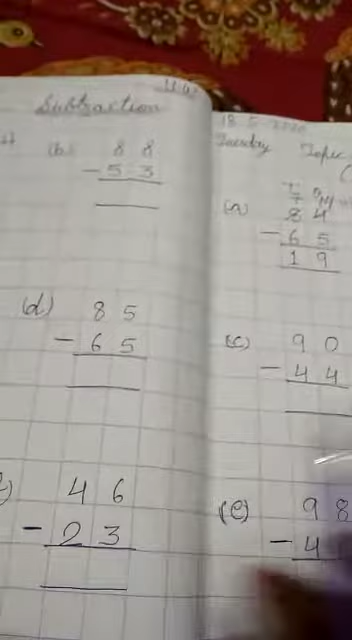 Subtraction
(b) 8 8
- 5 3
(d) 8 5
- 6 5
4 6
- 2 3
Tuesday Topic
(a) 8 4
- 6 5
1 9
(c) 9 0
- 4 4
(e) 9 8
- 4